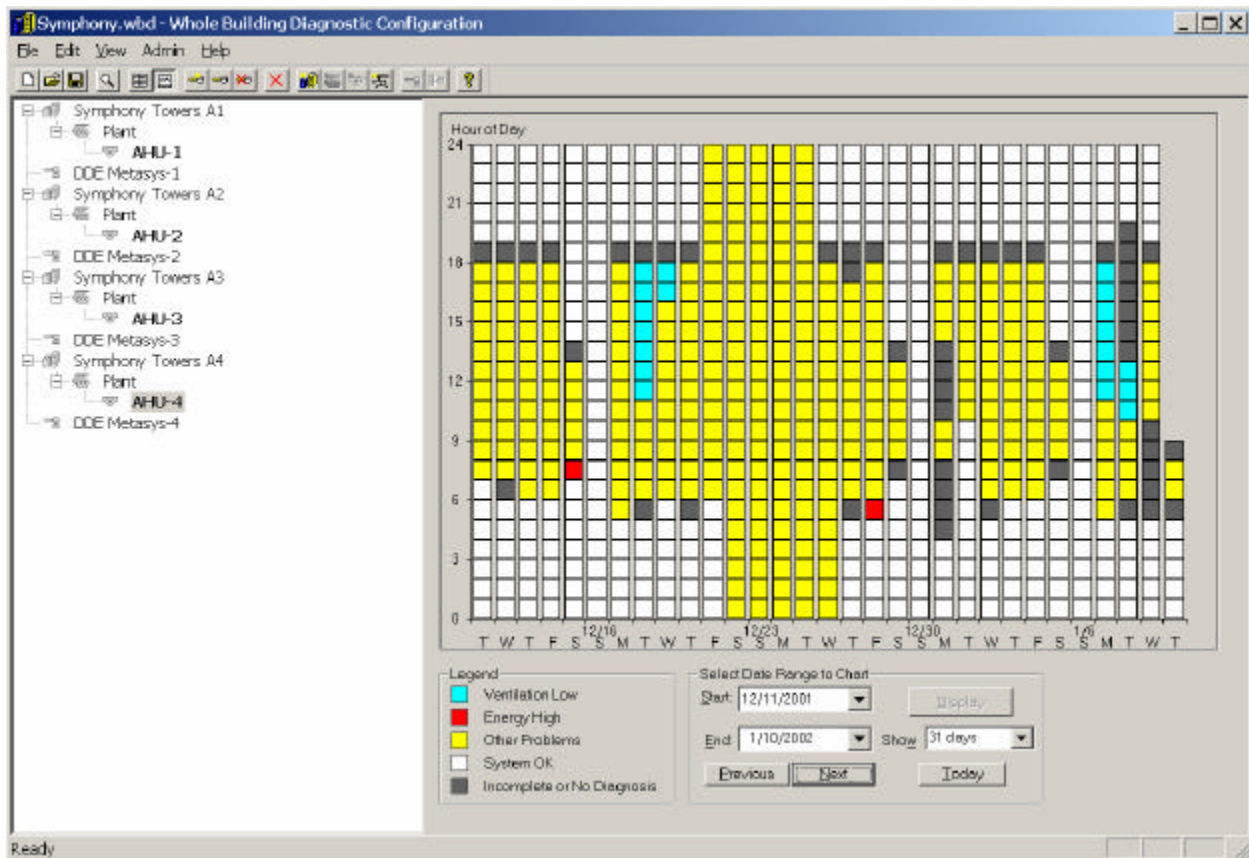 Symphony.wbd - Whole Building Diagnostic Configuration
File Edit View Admin Help
Symphony Towers A1
Plant
AHU-1
DDE Metasys-1
Symphony Towers A2
Plant
AHU-2
DDE Metasys-2
Symphony Towers A3
Plant
AHU-3
DDE Metasys-3
Symphony Towers A4
Plant
AHU-4
DDE Metasys-4
Hour of Day
24
21
18
15
12
9
6
3
0
12/16 12/23 12/30 1/6
T W T F S S M T W T F S S M T W T F S S M T W T F S S M T W T
Legend
Ventilation Low
Energy High
Other Problems
System OK
Incomplete or No Diagnosis
Select Date Range to Chart
Start: 12/11/2001 Display
End: 1/10/2002 Show 31 days
Previous Next Today
Ready